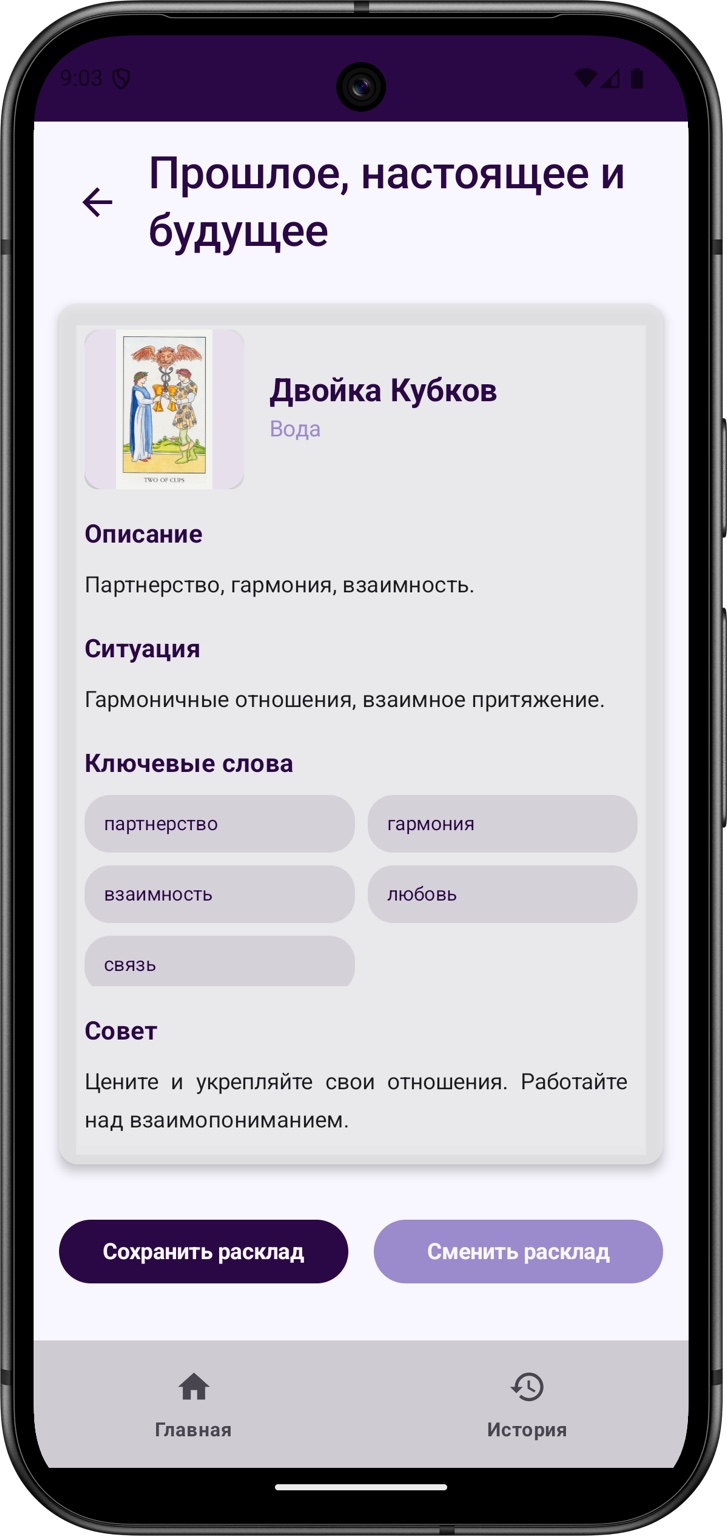 9:03
Прошлое, настоящее и
будущее
TWO OF CUPS
Двойка Кубков
Вода
Описание
Партнерство, гармония, взаимность.
Ситуация
Гармоничные отношения, взаимное притяжение.
Ключевые слова
партнерство
гармония
взаимность
любовь
связь
Совет
Цените и укрепляйте свои отношения. Работайте
над взаимопониманием.
Сохранить расклад
Сменить расклад
Главная
История